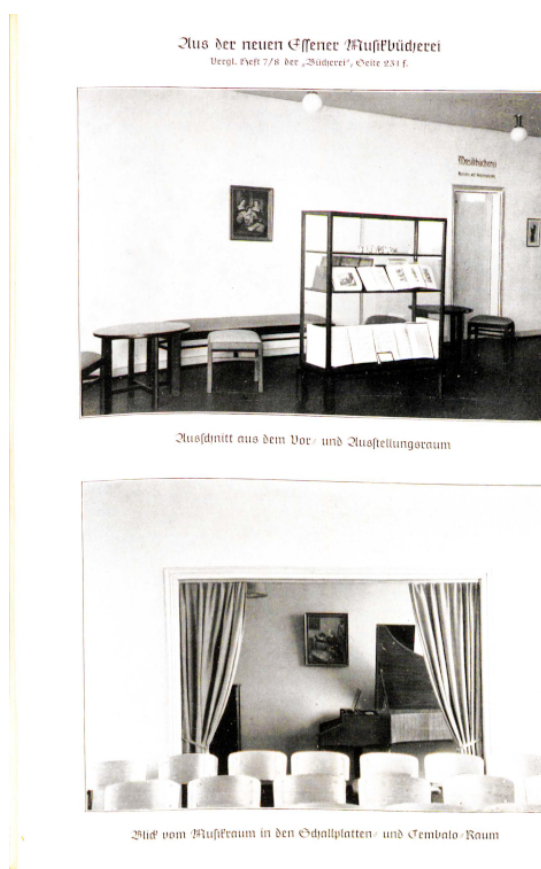 Aus der neuen Essener Musikbücherei
Vergl. Heft 7/8 der „Bücherei“, Seite 231 f.
Musikbücherei
Ausschnitt aus dem Vor- und Ausstellungsraum
Blick vom Musikraum in den Schallplatten- und Cembalo-Raum